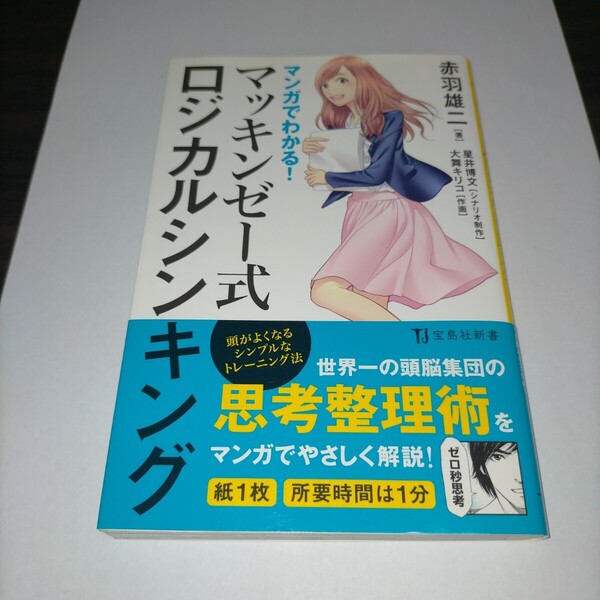 マンガでわかる!
マッキンゼー式
ロジカルシンキング
赤羽雄二[著]
星井博文[シナリオ制作]
大舞キリコ[作画]
TJ 宝島社新書
頭がよくなる
シンプルな
トレーニング法
世界一の頭脳集団の
思考整理術を
マンガでやさしく解説!
紙1枚 所要時間は1分
ゼロ秒思考